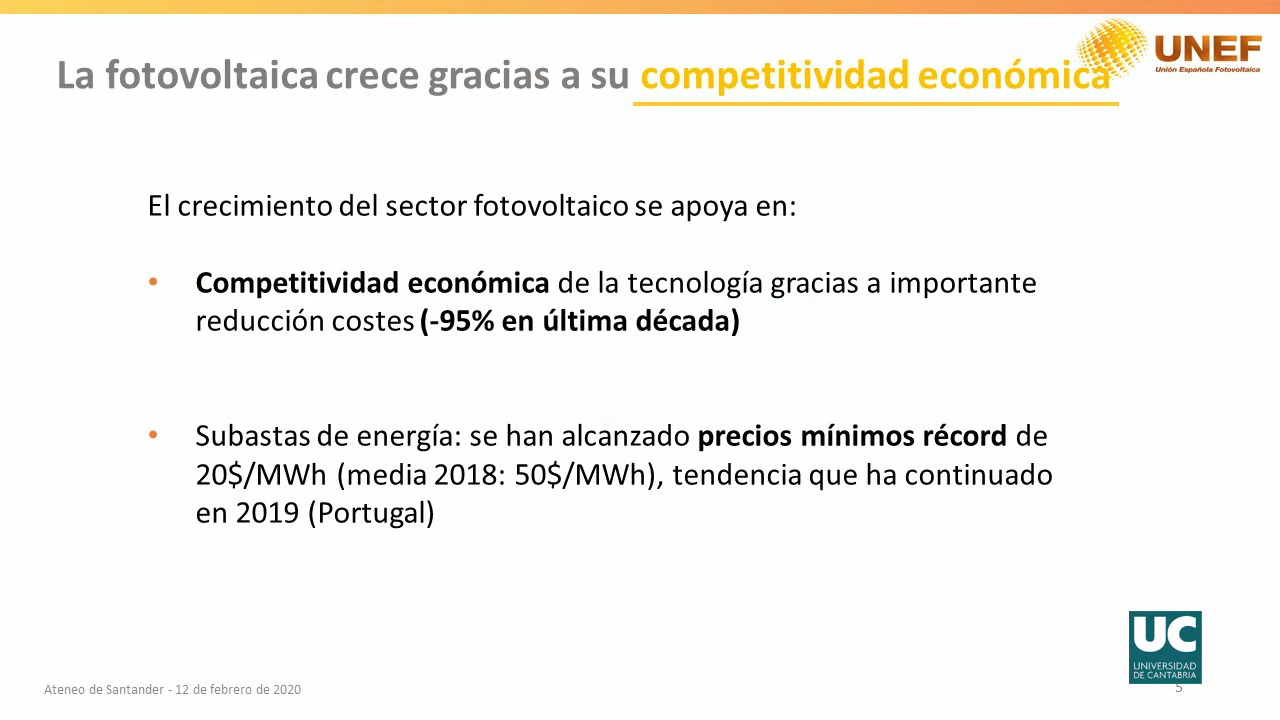 La fotovoltaica crece gracias a su competitividad económica
UNEF
Unión Española Fotovoltaica
El crecimiento del sector fotovoltaico se apoya en:
• Competitividad económica de la tecnología gracias a importante
reducción costes (-95% en última década)
• Subastas de energía: se han alcanzado precios mínimos récord de
20$/MWh (media 2018: 50$/MWh), tendencia que ha continuado
en 2019 (Portugal)
UC
UNIVERSIDAD
DE CANTABRIA
Ateneo de Santander - 12 de febrero de 2020
5